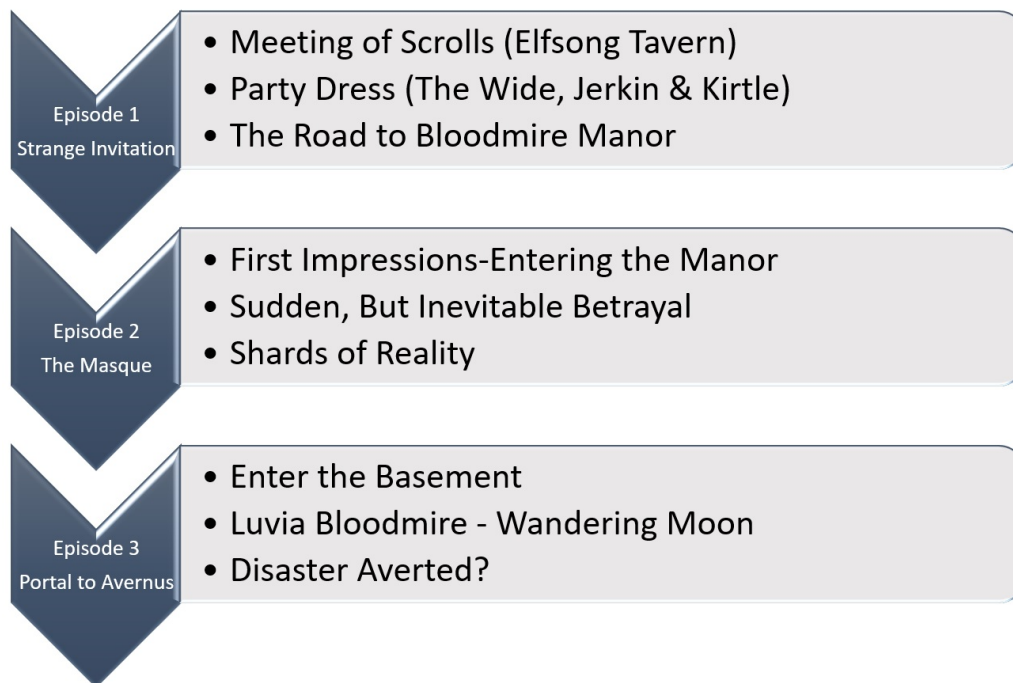 Episode 1
Strange Invitation
• Meeting of Scrolls (Elfsong Tavern)
• Party Dress (The Wide, Jerkin & Kirtle)
• The Road to Bloodmire Manor
Episode 2
The Masque
• First Impressions-Entering the Manor
• Sudden, But Inevitable Betrayal
• Shards of Reality
Episode 3
Portal to Avernus
• Enter the Basement
• Luvia Bloodmire - Wandering Moon
• Disaster Averted?